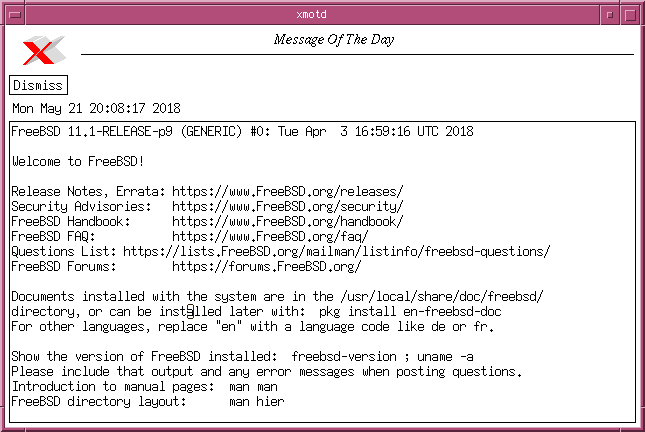 xmotd
Message Of The Day
Dismiss
Mon May 21 20:08:17 2018
FreeBSD 11.1-RELEASE-p9 (GENERIC) #0: Tue Apr  3 16:59:16 UTC 2018
Welcome to FreeBSD!
Release Notes, Errata: https://www.FreeBSD.org/releases/
Security Advisories:   https://www.FreeBSD.org/security/
FreeBSD Handbook:      https://www.FreeBSD.org/handbook/
FreeBSD FAQ:           https://www.FreeBSD.org/faq/
Questions List: https://lists.FreeBSD.org/mailman/listinfo/freebsd-questions/
FreeBSD Forums:        https://forums.FreeBSD.org/
Documents installed with the system are in the /usr/local/share/doc/freebsd/
directory, or can be installed later with:  pkg install en-freebsd-doc
For other languages, replace "en" with a language code like de or fr.
Show the version of FreeBSD installed:  freebsd-version ; uname -a
Please include that output and any error messages when posting questions.
Introduction to manual pages:  man man
FreeBSD directory layout:      man hier